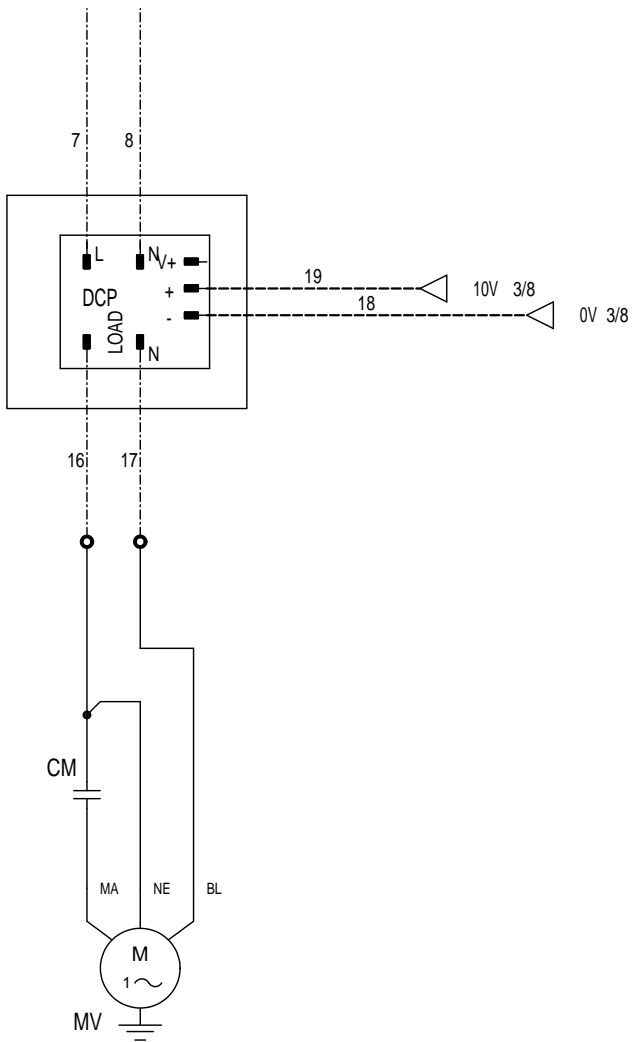 7 8
L N V+
19
DCP + 10V 3/8
18
LOAD - 0V 3/8
N
16 17
CM
MA NE BL
M
1
MV